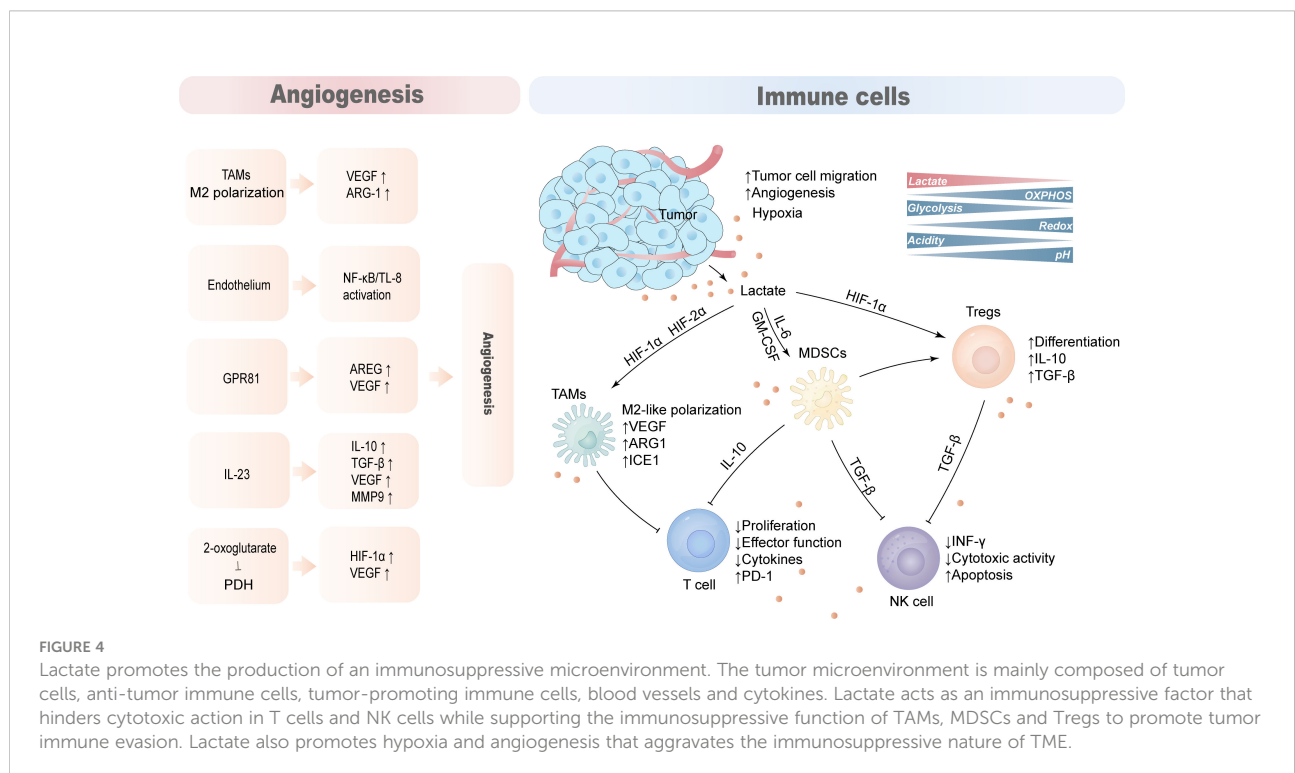 Angiogenesis
Immune cells
TAMs
M2 polarization
VEGF ↑
ARG-1 ↑
Endothelium
NF-κB/TL-8
activation
GPR81
AREG ↑
VEGF ↑
IL-23
IL-10 ↑
TGF-β ↑
VEGF ↑
MMP9 ↑
2-oxoglutarate
⊥
PDH
HIF-1α ↑
VEGF ↑
Angiogenesis
Tumor
↑Tumor cell migration
↑Angiogenesis
Hypoxia
Lactate
OXPHOS
Glycolysis
Redox
Acidity
pH
Lactate
HIF-1α HIF-2α
IL-6
GM-CSF
HIF-1α
Tregs
↑Differentiation
↑IL-10
↑TGF-β
MDSCs
TAMs
M2-like polarization
↑VEGF
↑ARG1
↑ICE1
IL-10
TGF-β
TGF-β
T cell
↓Proliferation
↓Effector function
↓Cytokines
↑PD-1
NK cell
↓INF-γ
↓Cytotoxic activity
↑Apoptosis
FIGURE 4
Lactate promotes the production of an immunosuppressive microenvironment. The tumor microenvironment is mainly composed of tumor
cells, anti-tumor immune cells, tumor-promoting immune cells, blood vessels and cytokines. Lactate acts as an immunosuppressive factor that
hinders cytotoxic action in T cells and NK cells while supporting the immunosuppressive function of TAMs, MDSCs and Tregs to promote tumor
immune evasion. Lactate also promotes hypoxia and angiogenesis that aggravates the immunosuppressive nature of TME.